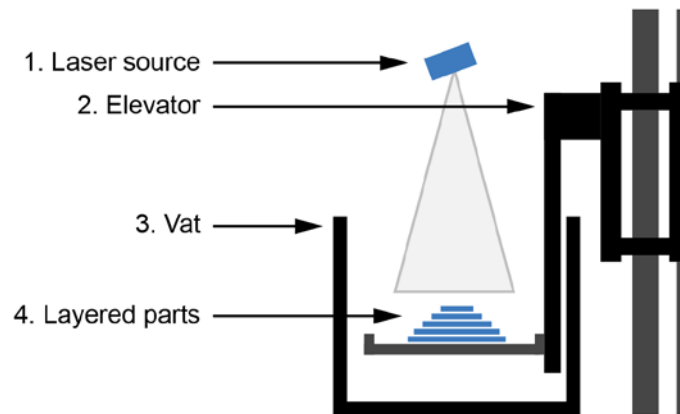 1. Laser source
2. Elevator
3. Vat
4. Layered parts